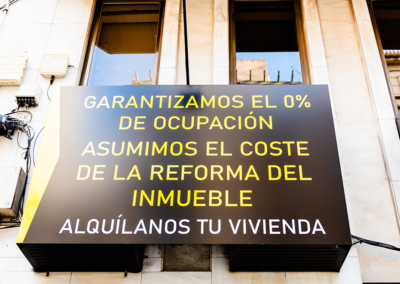 GARANTIZAMOS EL 0%
DE OCUPACIÓN
ASUMIMOS EL COSTE
DE LA REFORMA DEL
INMUEBLE
ALQUÍLANOS TU VIVIENDA